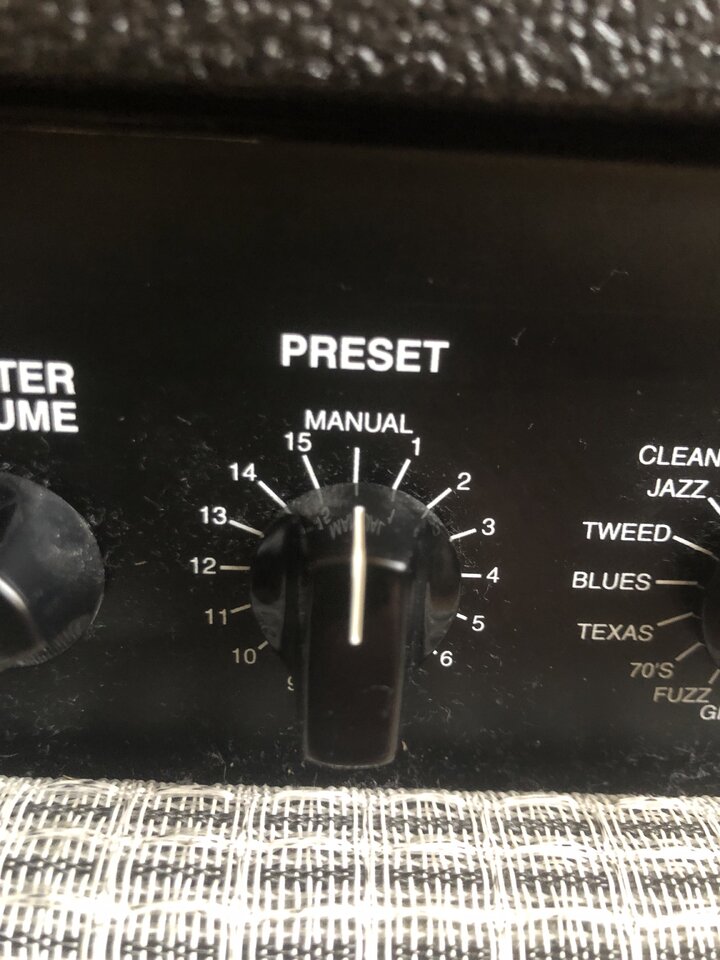 PRESET
TER
UME
MANUAL
15
1
14
2
13
3
12
4
11
5
10
6
CLEAN
JAZZ
TWEED
BLUES
TEXAS
70'S
FUZZ